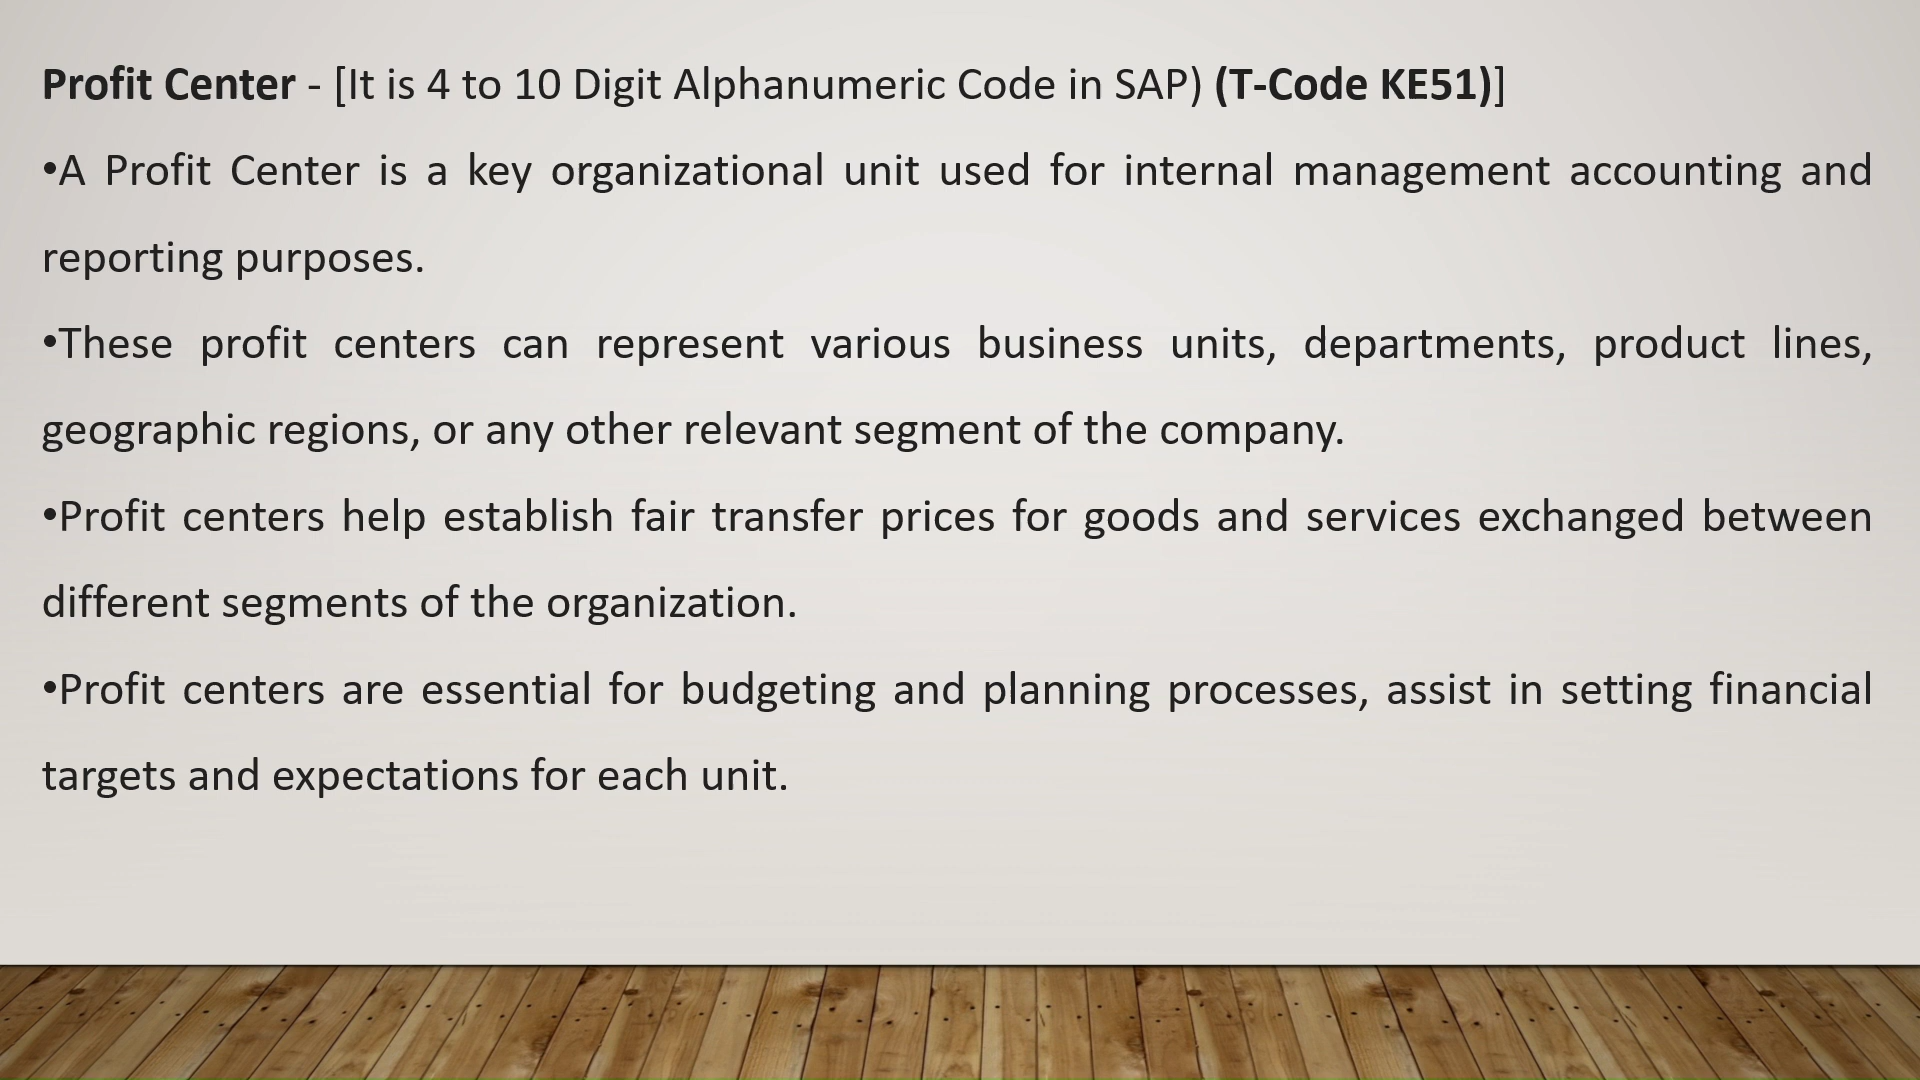 Profit Center - [It is 4 to 10 Digit Alphanumeric Code in SAP) (T-Code KE51)]
•A Profit Center is a key organizational unit used for internal management accounting and
reporting purposes.
•These profit centers can represent various business units, departments, product lines,
geographic regions, or any other relevant segment of the company.
•Profit centers help establish fair transfer prices for goods and services exchanged between
different segments of the organization.
•Profit centers are essential for budgeting and planning processes, assist in setting financial
targets and expectations for each unit.